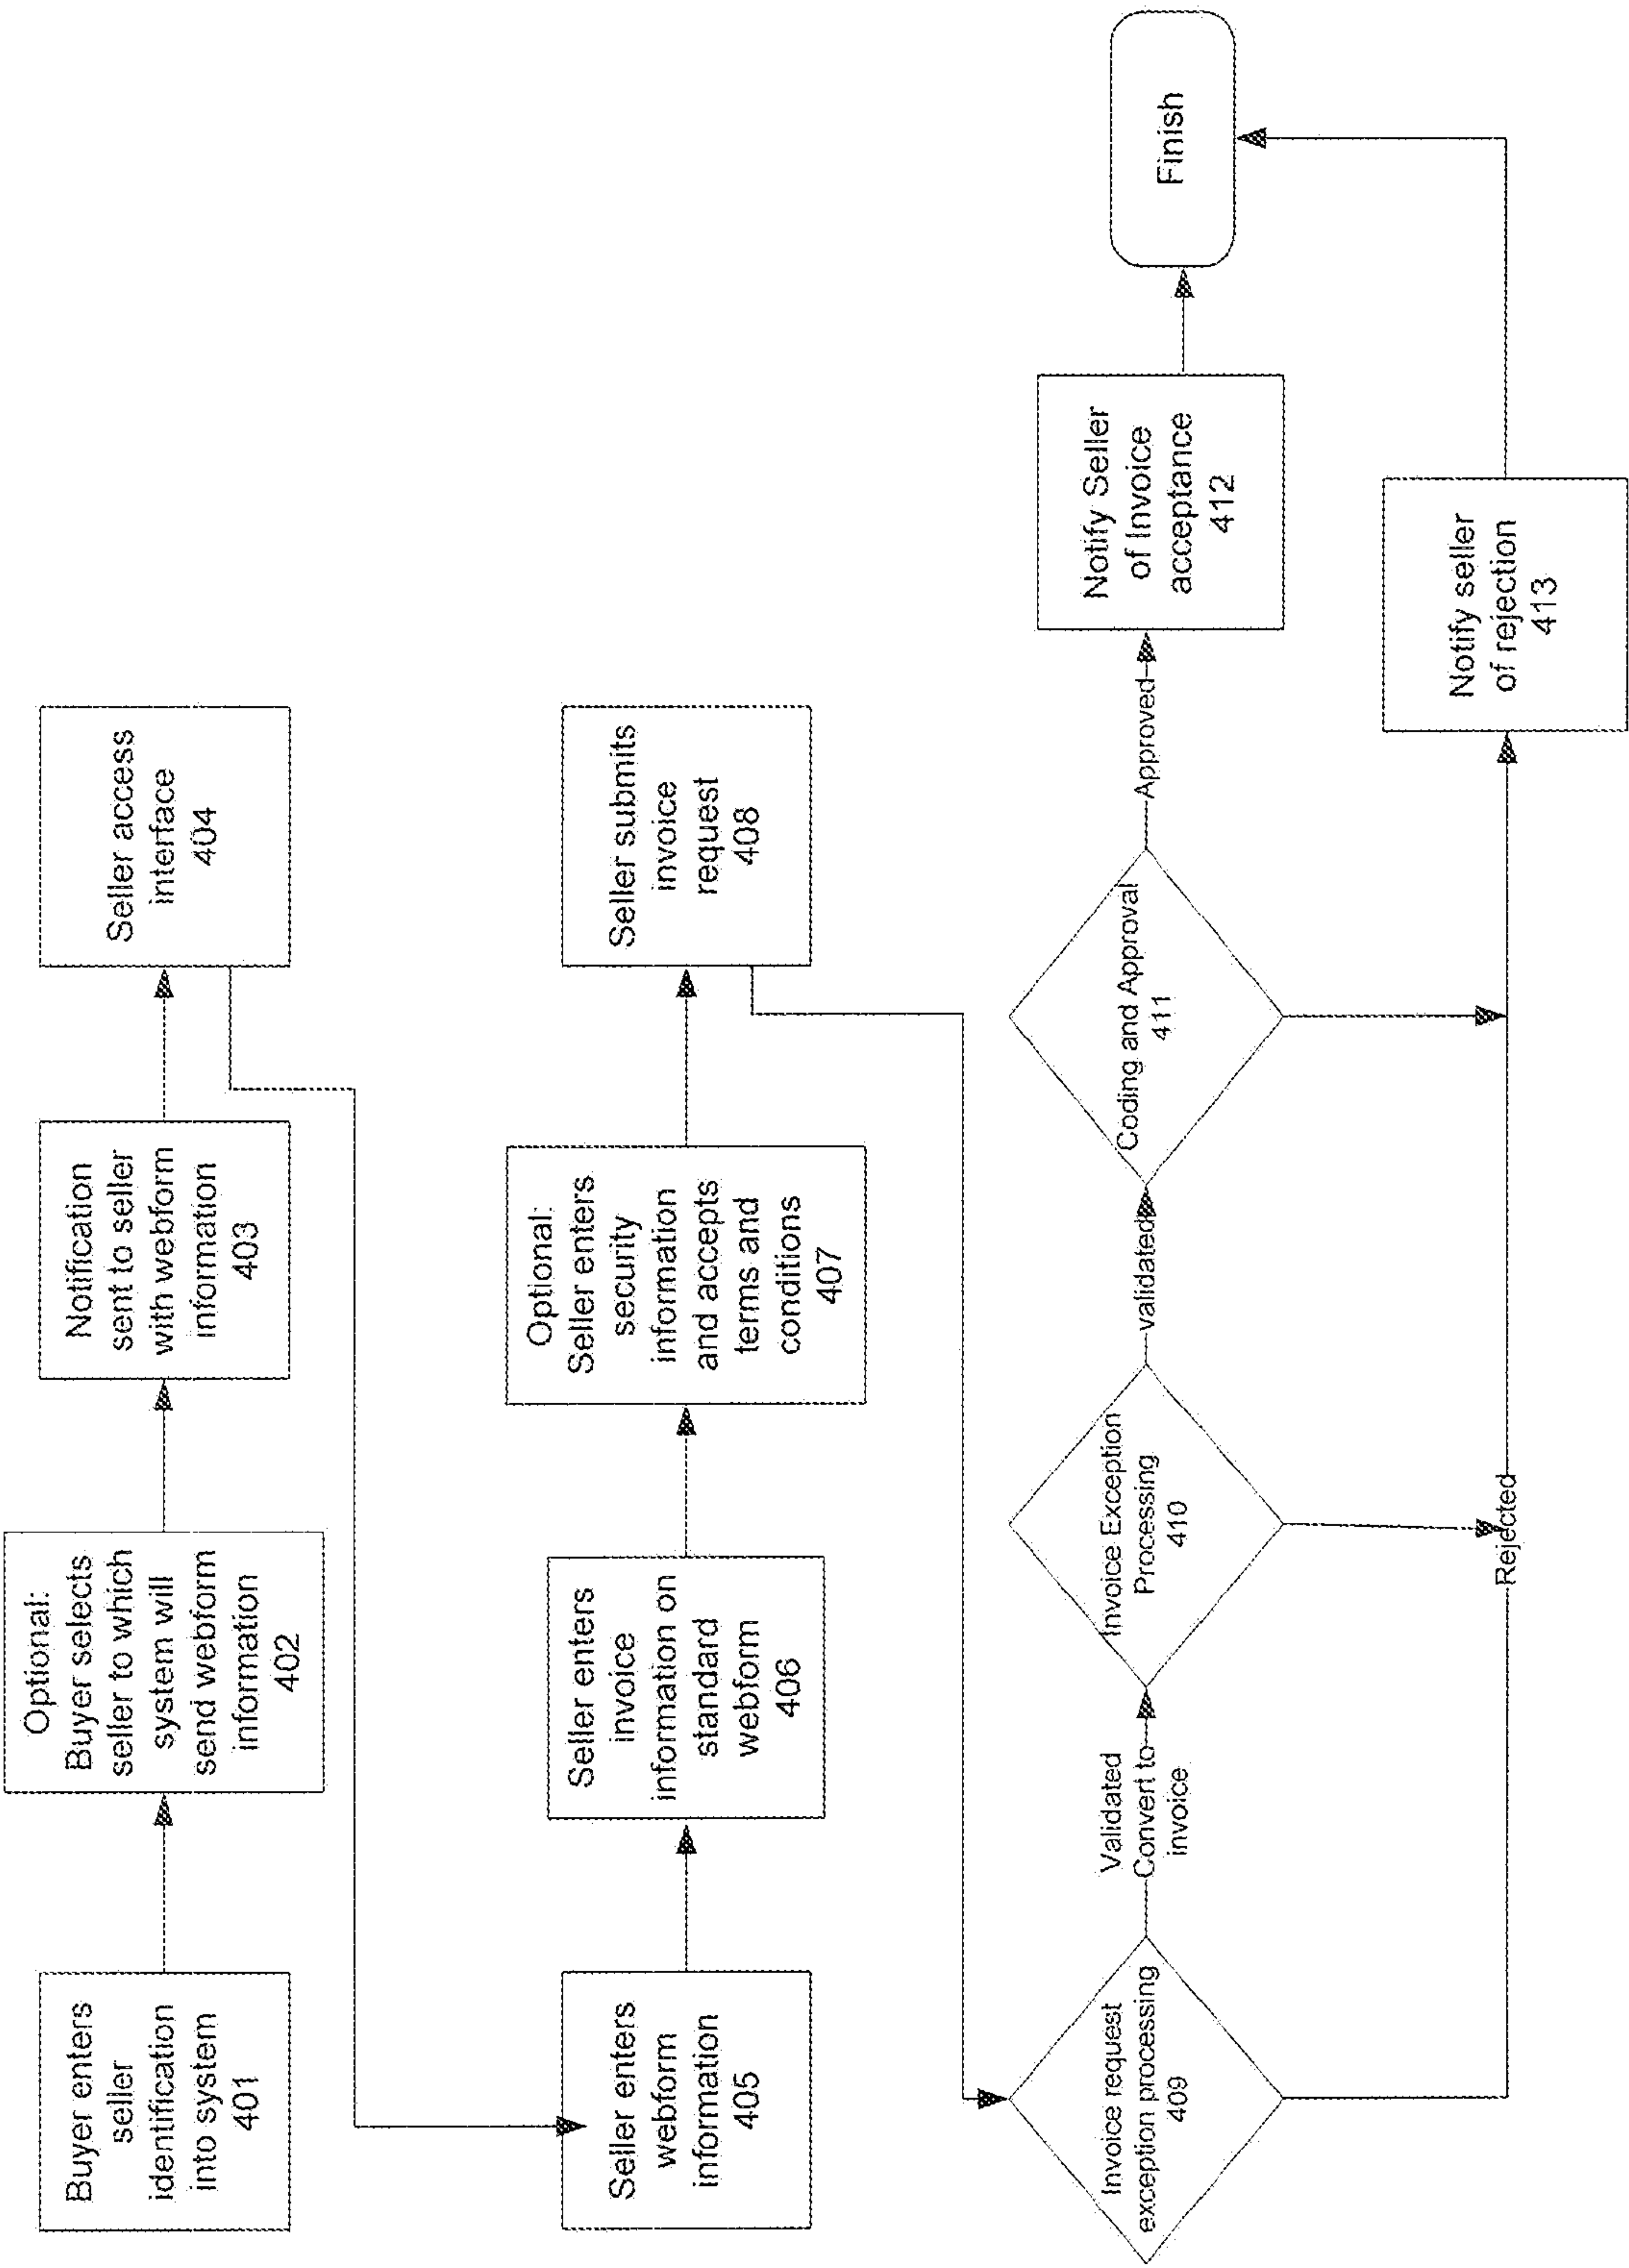 Buyer enters
seller
identification
into system
401
Optional:
Buyer selects
seller to which
system will
send webform
information
402
Notification
sent to seller
with webform
information
403
Seller access
interface
404
Seller enters
webform
information
405
Seller enters
invoice
information on
standard
webform
406
Optional:
Seller enters
security
information
and accepts
terms and
conditions
407
Seller submits
invoice
request
408
Invoice request
exception processing
409
Validated
Convert to
invoice
Invoice Exception
Processing
410
validated
Coding and Approval
411
Approved
Notify Seller
of Invoice
acceptance
412
Finish
Rejected
Notify seller
of rejection
413